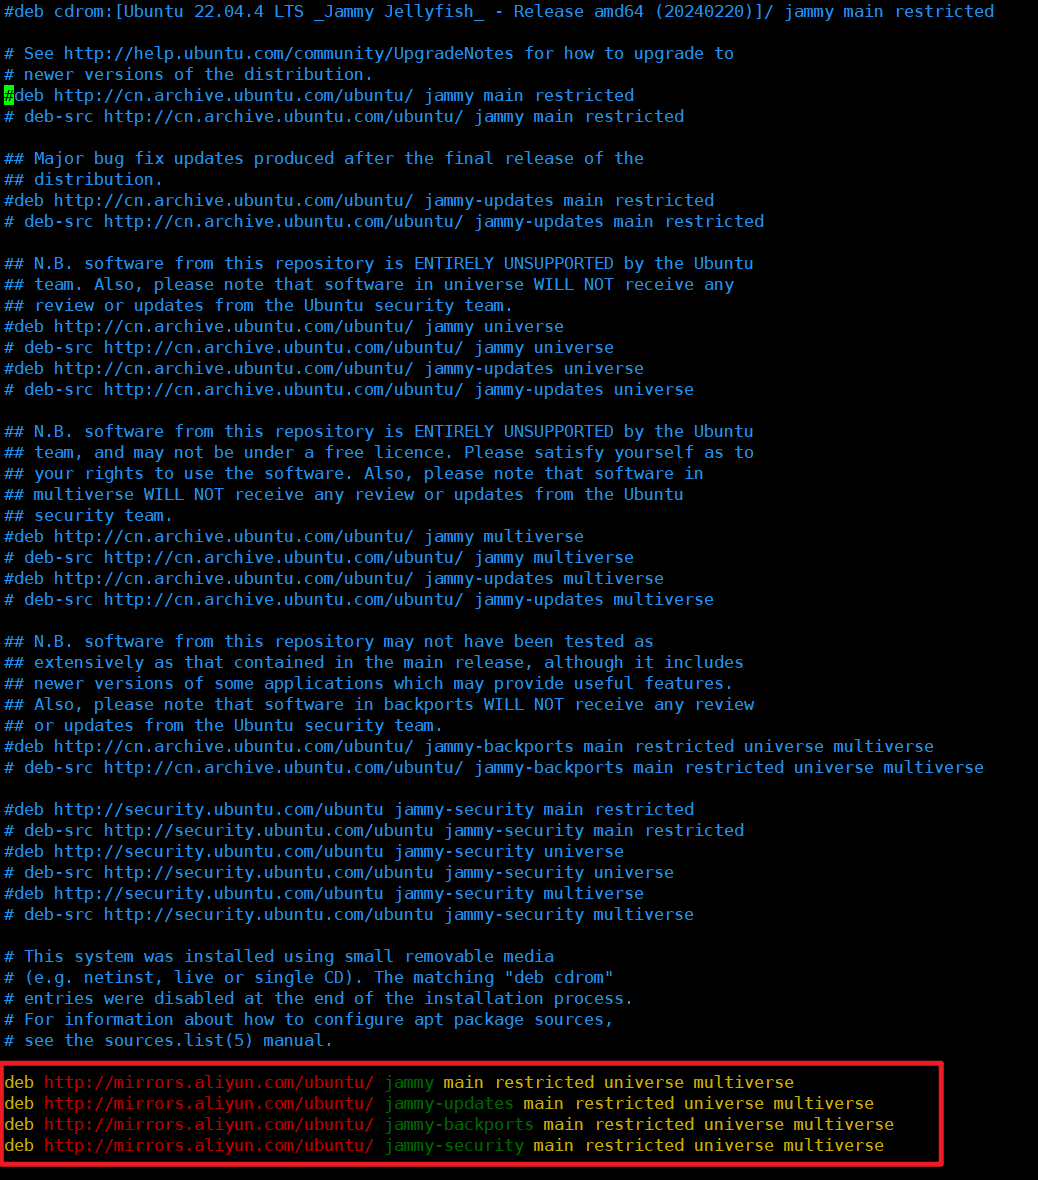 #deb cdrom:[Ubuntu 22.04.4 LTS _Jammy Jellyfish_ - Release amd64 (20240220)]/ jammy main restricted
# See http://help.ubuntu.com/community/UpgradeNotes for how to upgrade to
# newer versions of the distribution.
#deb http://cn.archive.ubuntu.com/ubuntu/ jammy main restricted
# deb-src http://cn.archive.ubuntu.com/ubuntu/ jammy main restricted
## Major bug fix updates produced after the final release of the
## distribution.
#deb http://cn.archive.ubuntu.com/ubuntu/ jammy-updates main restricted
# deb-src http://cn.archive.ubuntu.com/ubuntu/ jammy-updates main restricted
## N.B. software from this repository is ENTIRELY UNSUPPORTED by the Ubuntu
## team. Also, please note that software in universe WILL NOT receive any
## review or updates from the Ubuntu security team.
#deb http://cn.archive.ubuntu.com/ubuntu/ jammy universe
# deb-src http://cn.archive.ubuntu.com/ubuntu/ jammy universe
#deb http://cn.archive.ubuntu.com/ubuntu/ jammy-updates universe
# deb-src http://cn.archive.ubuntu.com/ubuntu/ jammy-updates universe
## N.B. software from this repository is ENTIRELY UNSUPPORTED by the Ubuntu
## team, and may not be under a free licence. Please satisfy yourself as to
## your rights to use the software. Also, please note that software in
## multiverse WILL NOT receive any review or updates from the Ubuntu
## security team.
#deb http://cn.archive.ubuntu.com/ubuntu/ jammy multiverse
# deb-src http://cn.archive.ubuntu.com/ubuntu/ jammy multiverse
#deb http://cn.archive.ubuntu.com/ubuntu/ jammy-updates multiverse
# deb-src http://cn.archive.ubuntu.com/ubuntu/ jammy-updates multiverse
## N.B. software from this repository may not have been tested as
## extensively as that contained in the main release, although it includes
## newer versions of some applications which may provide useful features.
## Also, please note that software in backports WILL NOT receive any review
## or updates from the Ubuntu security team.
#deb http://cn.archive.ubuntu.com/ubuntu/ jammy-backports main restricted universe multiverse
# deb-src http://cn.archive.ubuntu.com/ubuntu/ jammy-backports main restricted universe multiverse
#deb http://security.ubuntu.com/ubuntu jammy-security main restricted
# deb-src http://security.ubuntu.com/ubuntu jammy-security main restricted
#deb http://security.ubuntu.com/ubuntu jammy-security universe
# deb-src http://security.ubuntu.com/ubuntu jammy-security universe
#deb http://security.ubuntu.com/ubuntu jammy-security multiverse
# deb-src http://security.ubuntu.com/ubuntu jammy-security multiverse
# This system was installed using small removable media
# (e.g. netinst, live or single CD). The matching "deb cdrom"
# entries were disabled at the end of the installation process.
# For information about how to configure apt package sources,
# see the sources.list(5) manual.
deb http://mirrors.aliyun.com/ubuntu/ jammy main restricted universe multiverse
deb http://mirrors.aliyun.com/ubuntu/ jammy-updates main restricted universe multiverse
deb http://mirrors.aliyun.com/ubuntu/ jammy-backports main restricted universe multiverse
deb http://mirrors.aliyun.com/ubuntu/ jammy-security main restricted universe multiverse